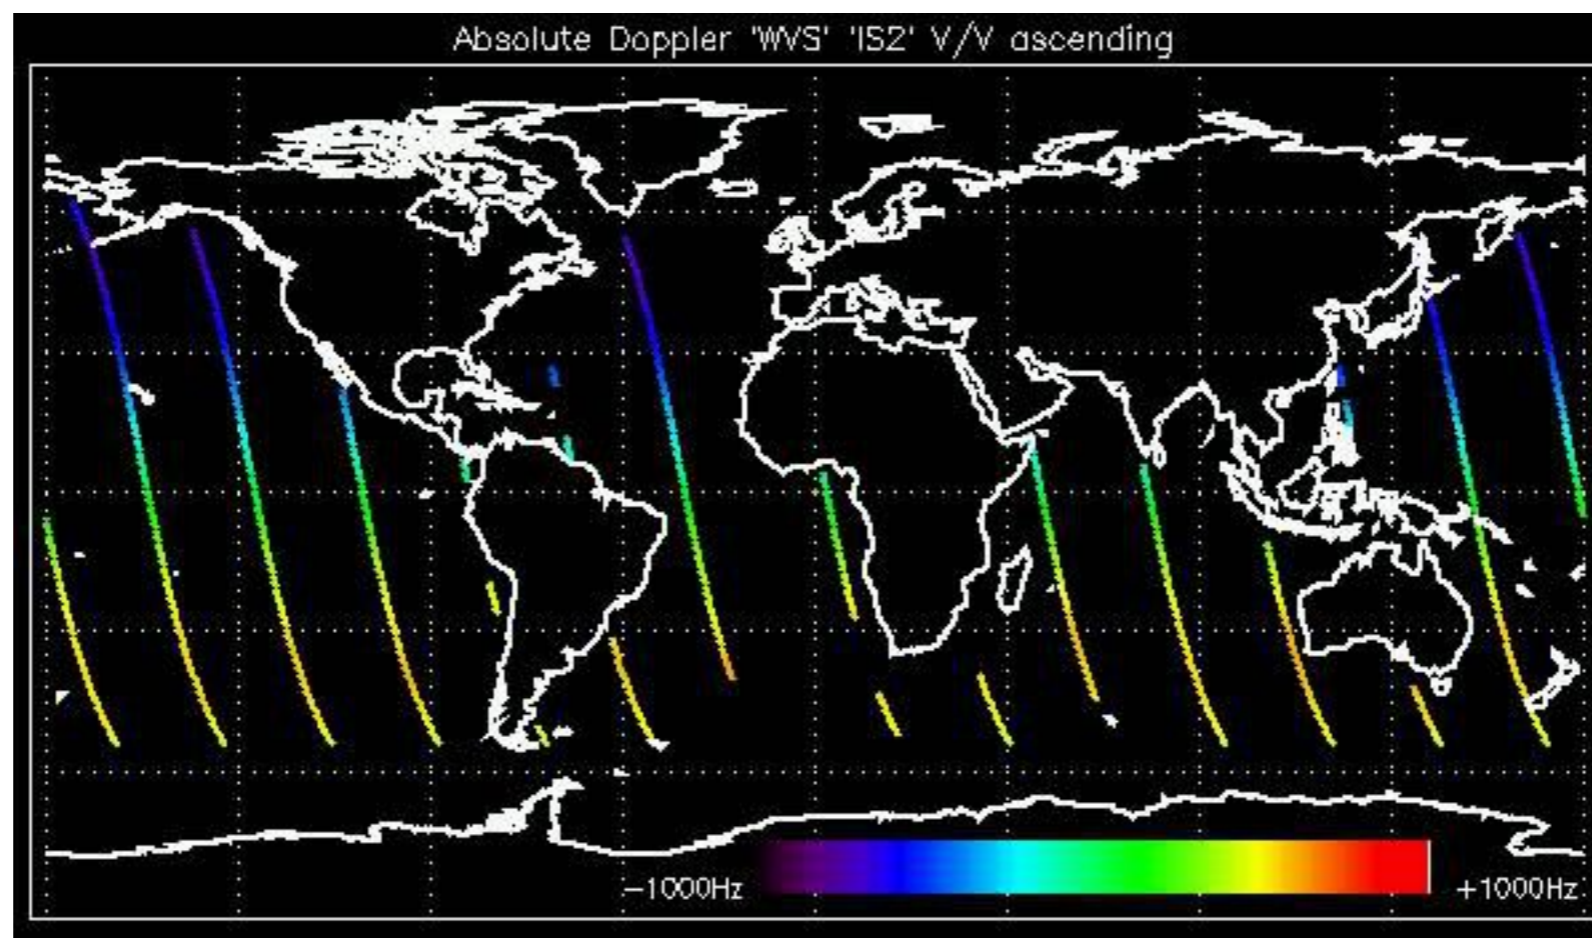 Absolute Doppler 'WVS' 'IS2' V/V ascending
−1000Hz +1000Hz